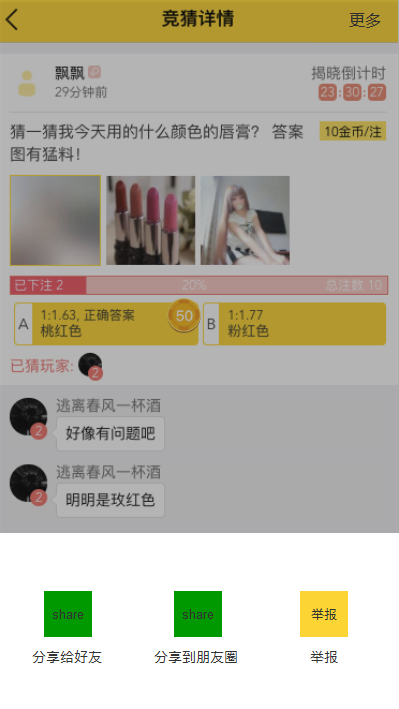 竞猜详情 更多
飘飘 揭晓倒计时
29分钟前 23:30:27
猜一猜我今天用的什么颜色的唇膏? 答案 10金币/注
图有猛料!
已下注 2 20% 总注数 10
A 1:1.63, 正确答案 50 B 1:1.77
桃红色 粉红色
已猜玩家: 2
逃离春风一杯酒
2 好像有问题吧
逃离春风一杯酒
2 明明是玫红色
share share 举报
分享给好友 分享到朋友圈 举报